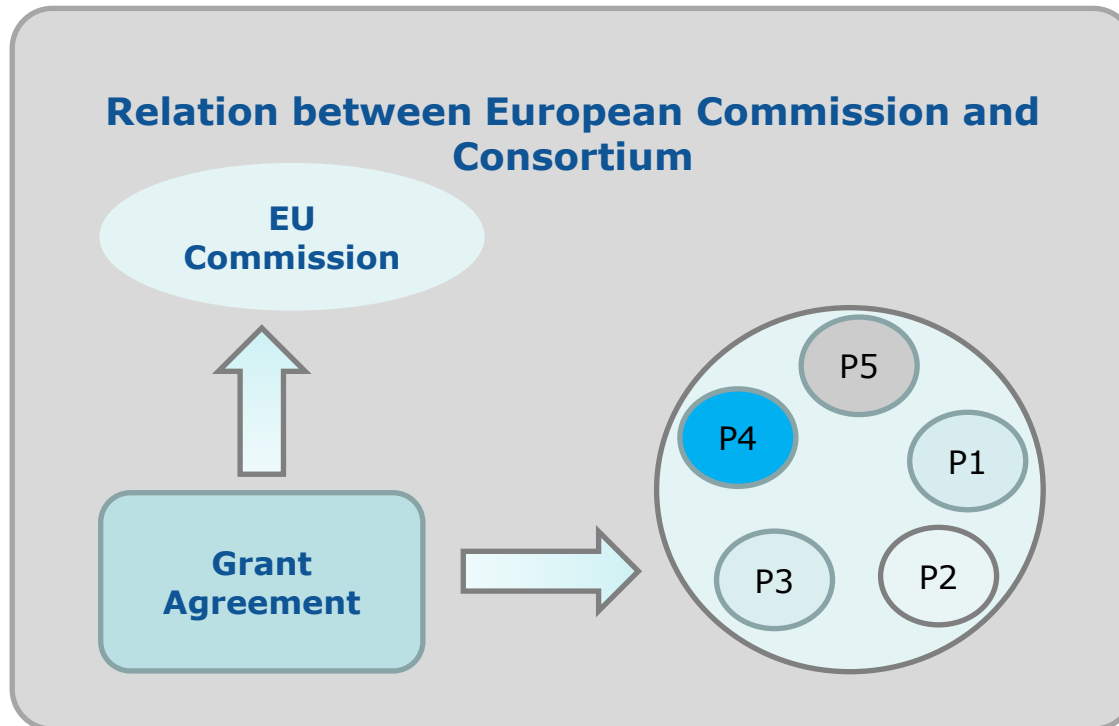 Relation between European Commission and
Consortium
EU
Commission
P5
P4
P1
Grant
Agreement
P3
P2